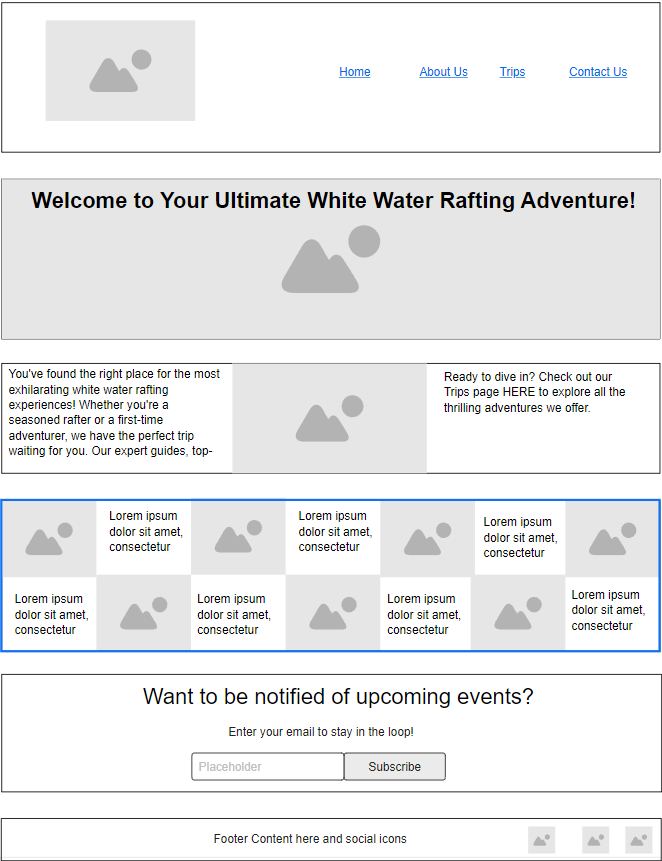 Home About Us Trips Contact Us
Welcome to Your Ultimate White Water Rafting Adventure!
You've found the right place for the most
exhilarating white water rafting
experiences! Whether you're a
seasoned rafter or a first-time
adventurer, we have the perfect trip
waiting for you. Our expert guides, top-
Ready to dive in? Check out our
Trips page HERE to explore all the
thrilling adventures we offer.
Lorem ipsum
dolor sit amet,
consectetur
Lorem ipsum
dolor sit amet,
consectetur
Lorem ipsum
dolor sit amet,
consectetur
Lorem ipsum
dolor sit amet,
consectetur
Lorem ipsum
dolor sit amet,
consectetur
Lorem ipsum
dolor sit amet,
consectetur
Lorem ipsum
dolor sit amet,
consectetur
Want to be notified of upcoming events?
Enter your email to stay in the loop!
Placeholder Subscribe
Footer Content here and social icons